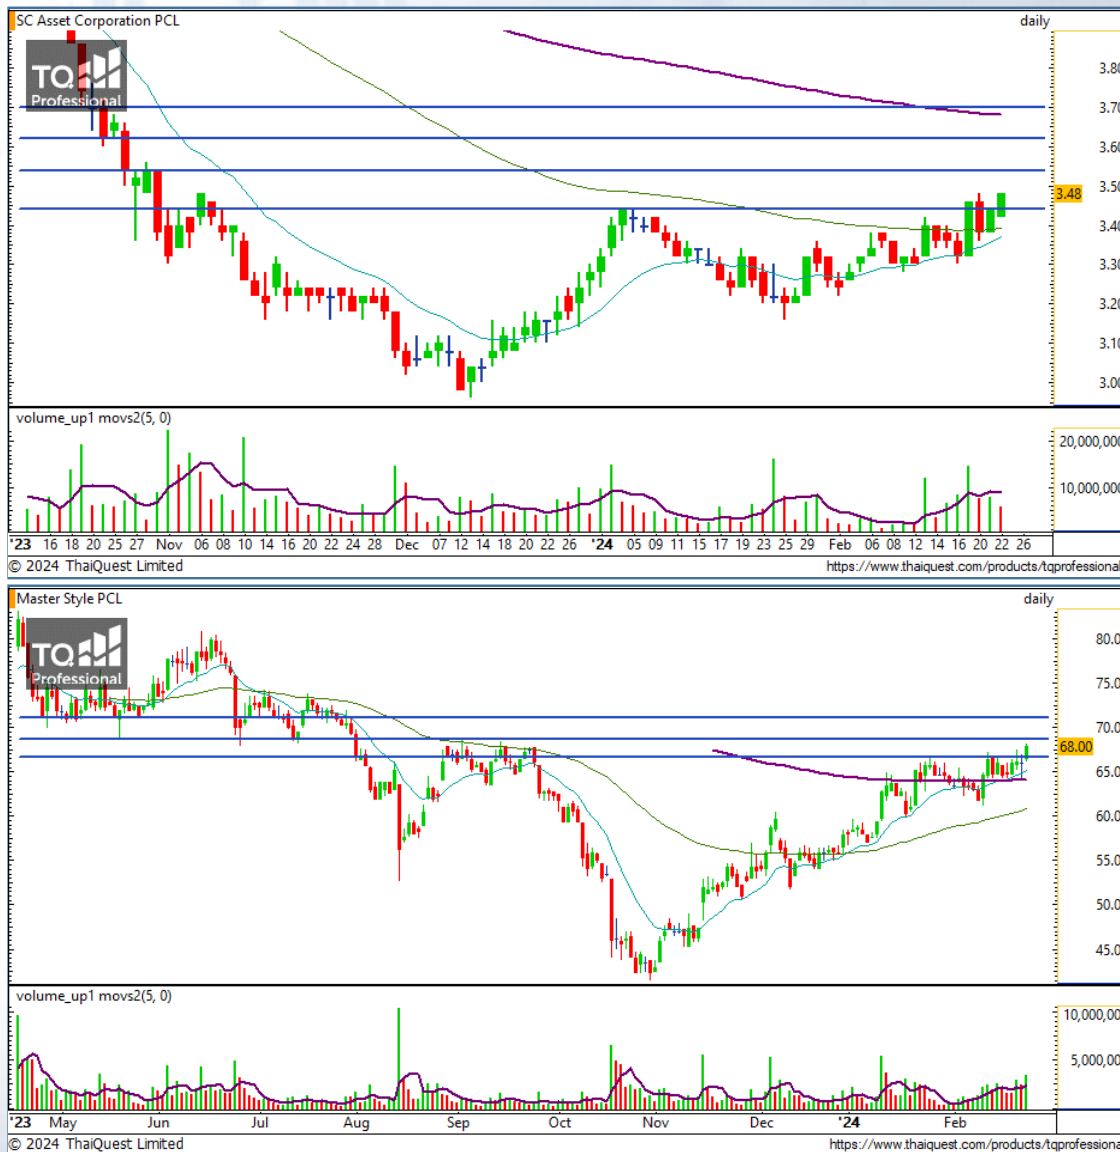 SC Asset Corporation PCL daily
TQ
Professional
3.80
3.70
3.60
3.50
3.48
3.40
3.30
3.20
3.10
3.00
volume_up1 movs2(5, 0)
20,000,000
10,000,000
'23 16 18 20 25 27 Nov 06 08 10 14 16 20 22 24 28 Dec 07 12 14 18 20 22 26 '24 05 09 11 15 17 19 23 25 29 Feb 06 08 12 14 16 20 22 26
© 2024 ThaiQuest Limited https://www.thaiquest.com/products/tqprofessional
Master Style PCL daily
TQ
Professional
80.0
75.0
70.0
68.00
65.0
60.0
55.0
50.0
45.0
volume_up1 movs2(5, 0)
10,000,00
5,000,00
'23 May Jun Jul Aug Sep Oct Nov Dec '24 Feb
© 2024 ThaiQuest Limited https://www.thaiquest.com/products/tqprofessional